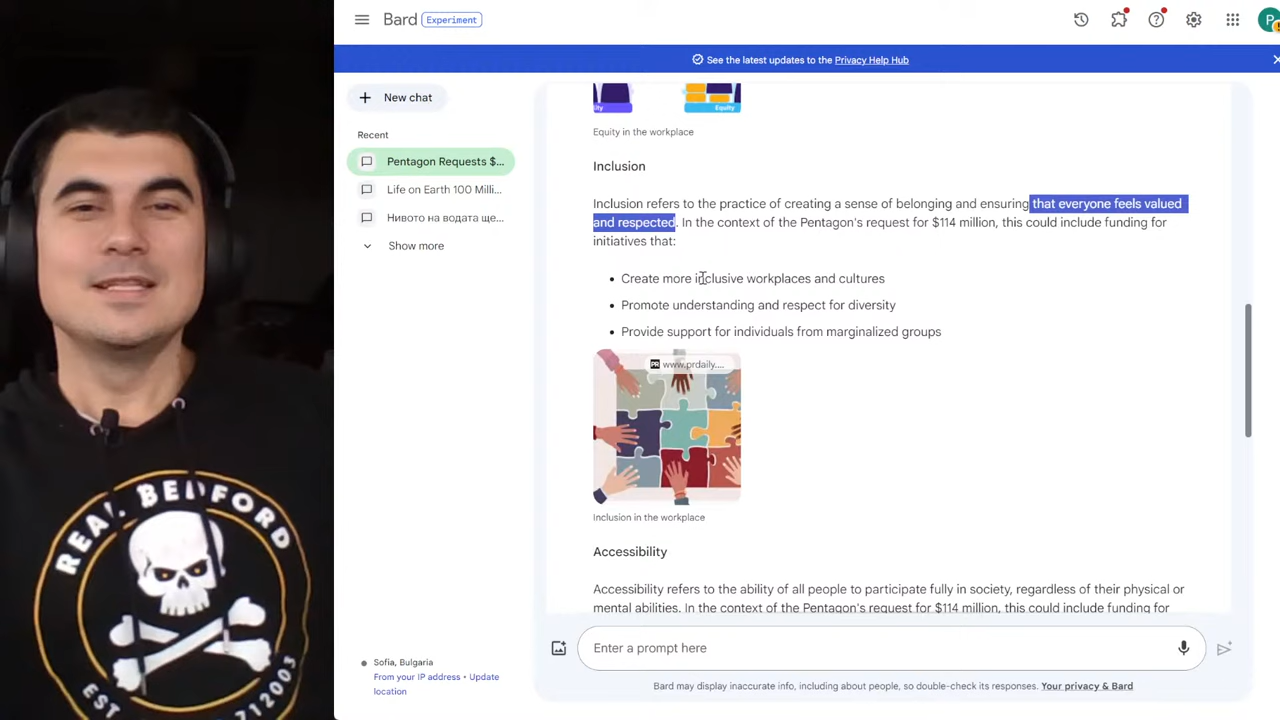 Bard Experiment
See the latest updates to the Privacy Help Hub
New chat
Recent
Pentagon Requests $...
Life on Earth 100 Milli...
Нивото на водата ще...
Show more
Sofia, Bulgaria
From your IP address • Update
location
Equity
Equity in the workplace
Inclusion
Inclusion refers to the practice of creating a sense of belonging and ensuring that everyone feels valued
and respected. In the context of the Pentagon's request for $114 million, this could include funding for
initiatives that:
• Create more inclusive workplaces and cultures
• Promote understanding and respect for diversity
• Provide support for individuals from marginalized groups
PR www.prdaily....
Inclusion in the workplace
Accessibility
Accessibility refers to the ability of all people to participate fully in society, regardless of their physical or
mental abilities. In the context of the Pentagon's request for $114 million, this could include funding for
Enter a prompt here
Bard may display inaccurate info, including about people, so double-check its responses. Your privacy & Bard
P
REAL BEDFORD
EST